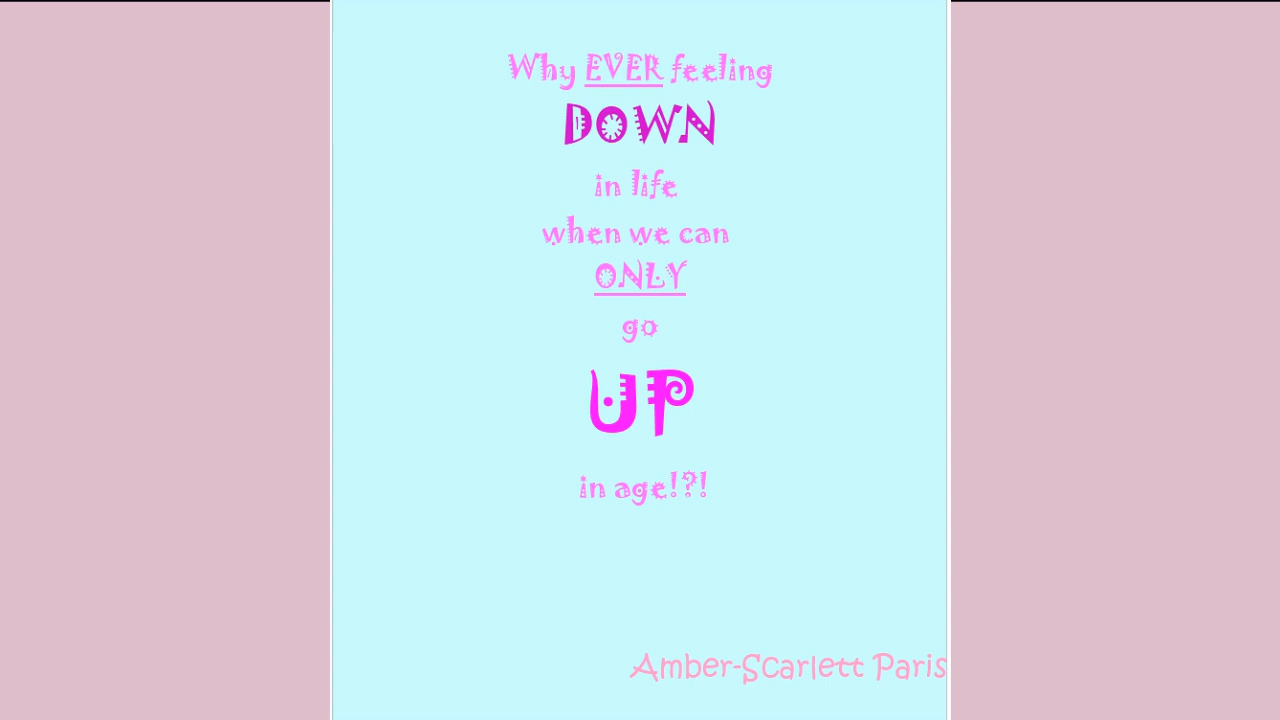 Why EVER feeling
DOWN
in life
when we can
ONLY
go
UP
in age!?!
Amber-Scarlett Paris